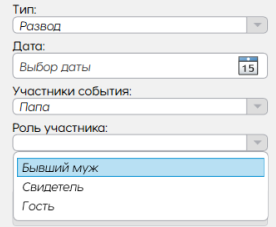 Тип:
Развод
Дата:
Выбор даты
15
Участники события:
Папа
Роль участника:
Бывший муж
Свидетель
Гость